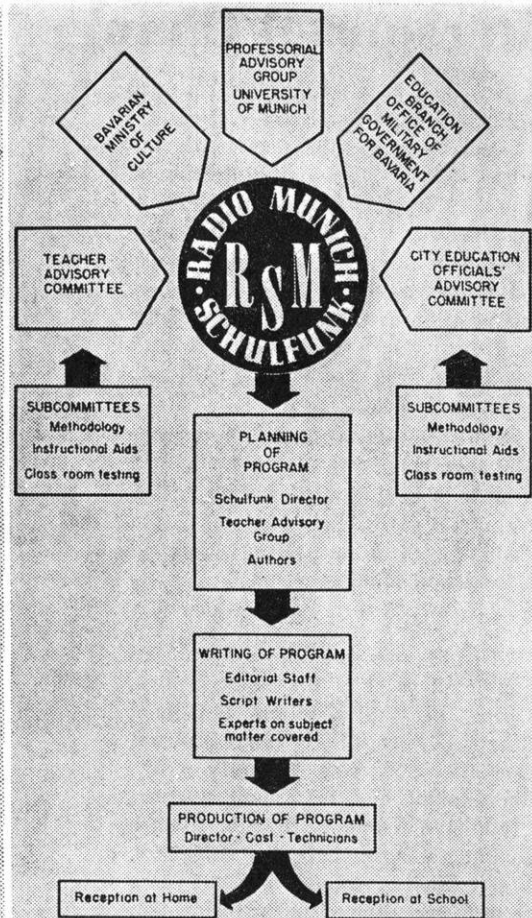 PROFESSORIAL
ADVISORY
GROUP
UNIVERSITY
OF MUNICH
BAVARIAN
MINISTRY
OF
CULTURE
EDUCATION
BRANCH
OFFICE OF
MILITARY
GOVERNMENT
FOR BAVARIA
TEACHER
ADVISORY
COMMITTEE
• RADIO MUNICH •
RSM
SCHULFUNK
CITY EDUCATION
OFFICIALS'
ADVISORY
COMMITTEE
SUBCOMMITTEES
Methodology
Instructional Aids
Class room testing
SUBCOMMITTEES
Methodology
Instructional Aids
Class room testing
PLANNING
OF
PROGRAM
Schulfunk Director
Teacher Advisory
Group
Authors
WRITING OF PROGRAM
Editorial Staff
Script Writers
Experts on subject
matter covered
PRODUCTION OF PROGRAM
Director - Cast - Technicians
Reception at Home
Reception at School